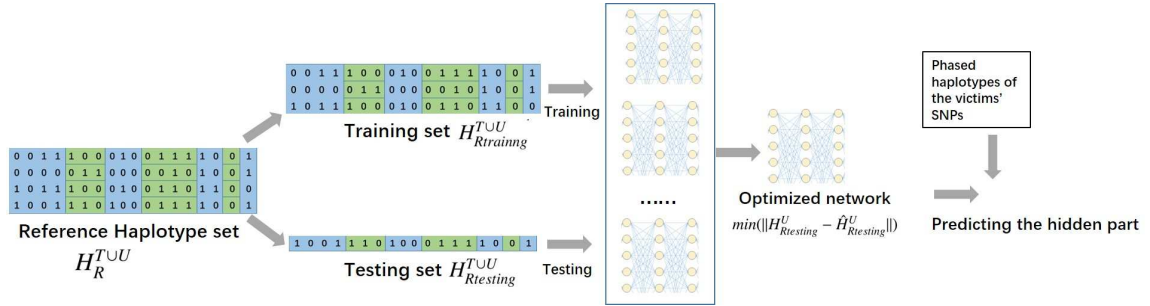 0 0 1 1 1 0 0 0 1 0 0 1 1 1 1 0 0 1
0 0 0 0 0 1 1 0 0 0 0 0 1 0 1 0 0 1
1 0 1 1 1 0 0 0 1 0 0 1 1 0 1 1 0 0
1 0 0 1 1 1 0 1 0 0 0 1 1 1 1 0 0 1
Reference Haplotype set
H_R^{T∪U}
0 0 1 1 1 0 0 0 1 0 0 1 1 1 1 0 0 1
0 0 0 0 0 1 1 0 0 0 0 0 1 0 1 0 0 1
1 0 1 1 1 0 0 0 1 0 0 1 1 0 1 1 0 0
Training set H_{Rtrainng}^{T∪U}
1 0 0 1 1 1 0 1 0 0 0 1 1 1 1 0 0 1
Testing set H_{Rtesting}^{T∪U}
Training
Testing
......
Optimized network
min(||H_{Rtesting}^{U} − Ĥ_{Rtesting}^{U}||)
Phased
haplotypes of
the victims'
SNPs
Predicting the hidden part